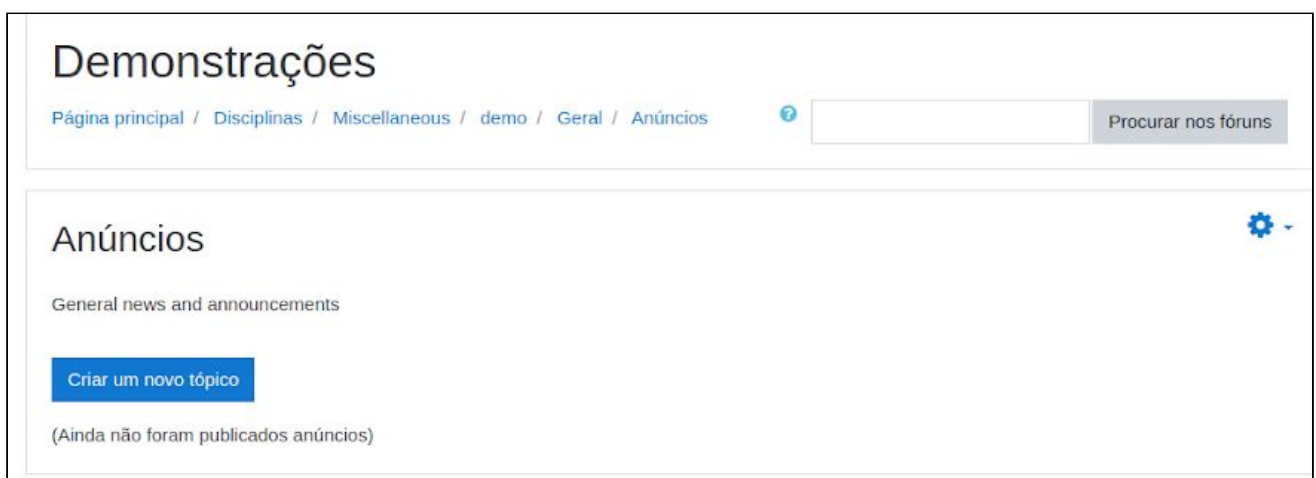 Demonstrações
Página principal / Disciplinas / Miscellaneous / demo / Geral / Anúncios
Procurar nos fóruns
Anúncios
General news and announcements
Criar um novo tópico
(Ainda não foram publicados anúncios)